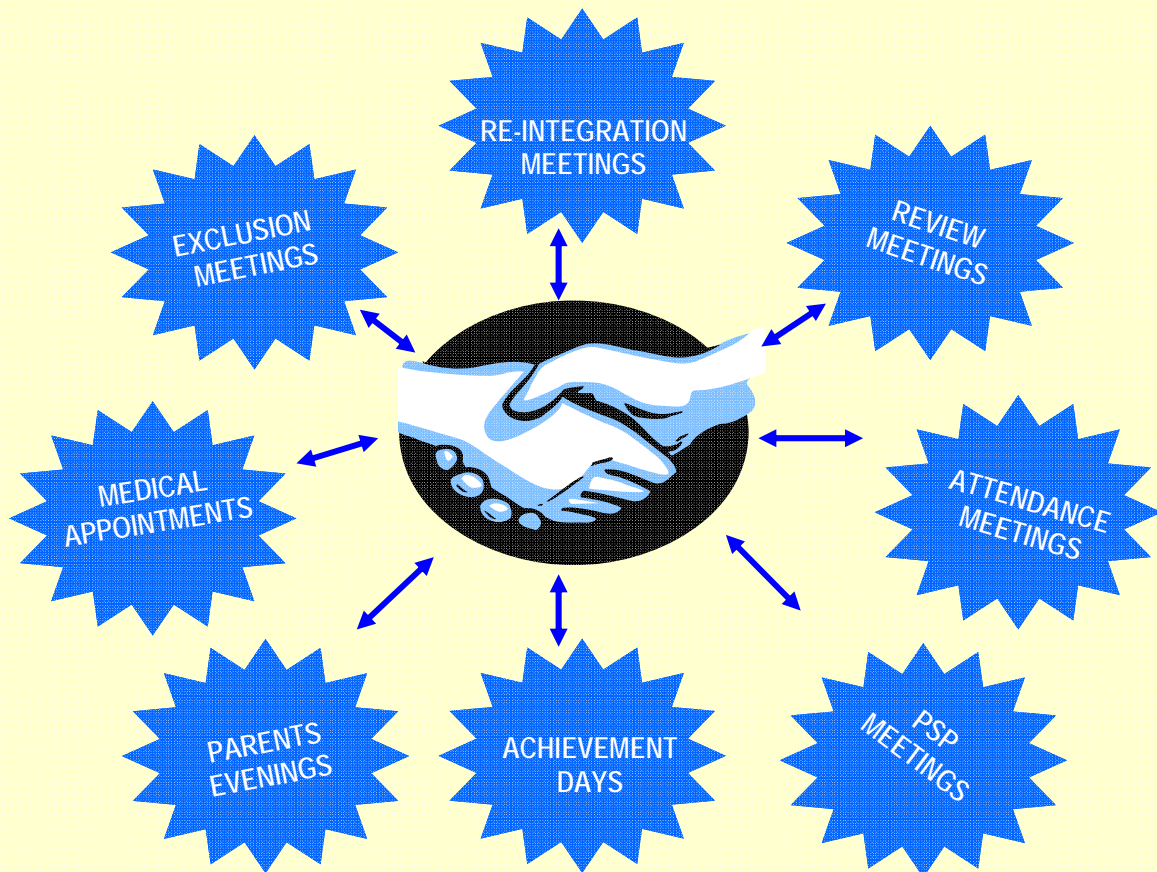 RE-INTEGRATION
MEETINGS
EXCLUSION
MEETINGS
REVIEW
MEETINGS
MEDICAL
APPOINTMENTS
ATTENDANCE
MEETINGS
PARENTS
EVENINGS
ACHIEVEMENT
DAYS
PSP
MEETINGS